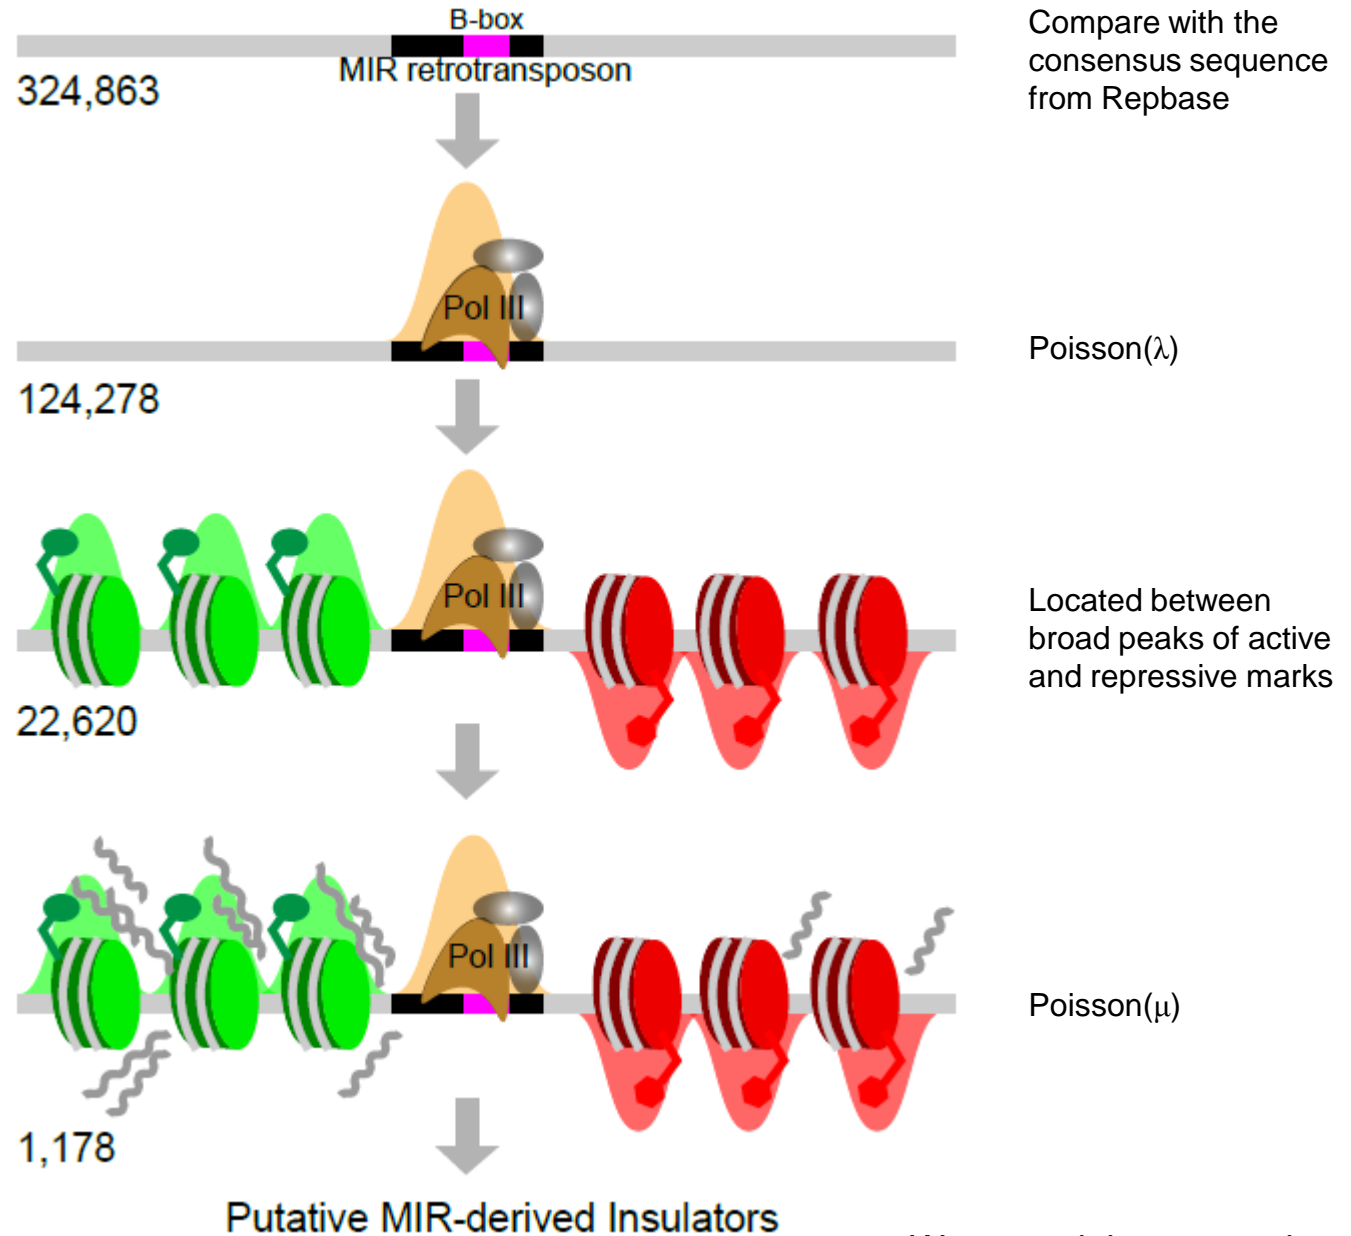 B-box
MIR retrotransposon
324,863
Compare with the
consensus sequence
from Repbase
Pol III
124,278
Poisson(λ)
Pol III
22,620
Located between
broad peaks of active
and repressive marks
Pol III
1,178
Poisson(μ)
Putative MIR-derived Insulators